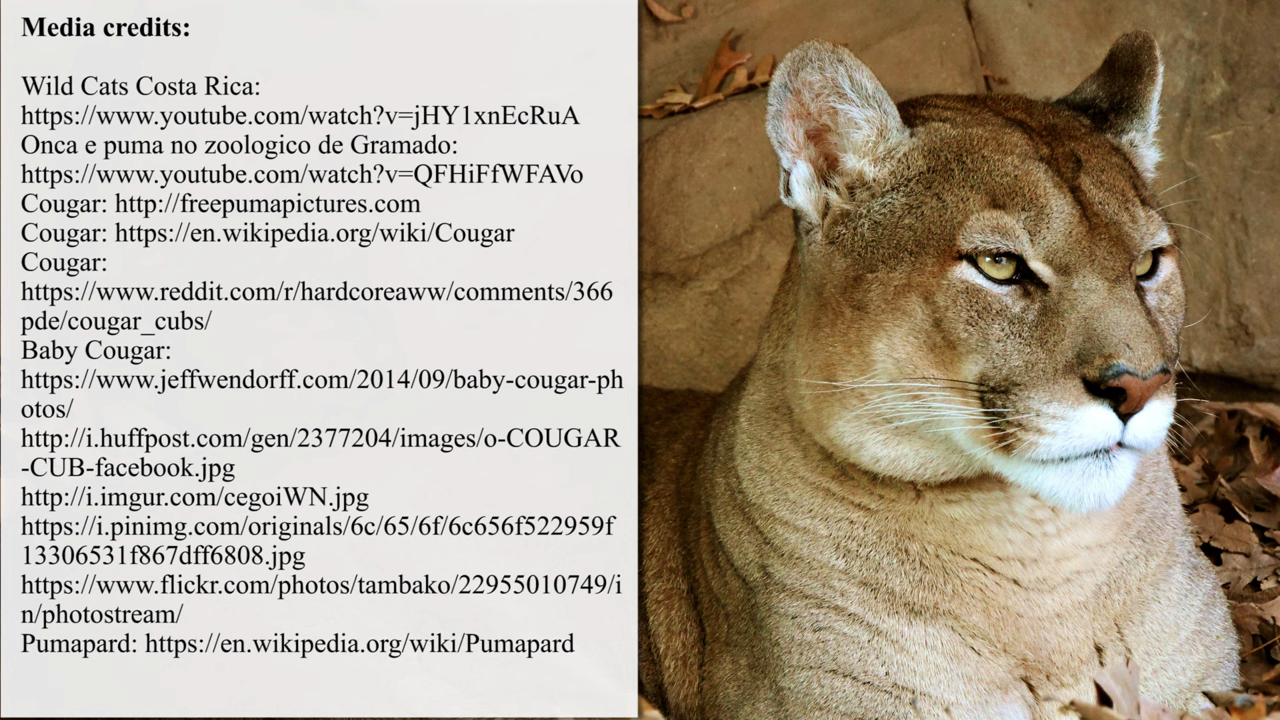 Media credits:
Wild Cats Costa Rica:
https://www.youtube.com/watch?v=jHY1xnEcRuA
Onca e puma no zoologico de Gramado:
https://www.youtube.com/watch?v=QFHiFfWFAVo
Cougar: http://freepumapictures.com
Cougar: https://en.wikipedia.org/wiki/Cougar
Cougar:
https://www.reddit.com/r/hardcoreaww/comments/366
pde/cougar_cubs/
Baby Cougar:
https://www.jeffwendorff.com/2014/09/baby-cougar-ph
otos/
http://i.huffpost.com/gen/2377204/images/o-COUGAR
-CUB-facebook.jpg
http://i.imgur.com/cegoiWN.jpg
https://i.pinimg.com/originals/6c/65/6f/6c656f522959f
13306531f867dff6808.jpg
https://www.flickr.com/photos/tambako/22955010749/i
n/photostream/
Pumapard: https://en.wikipedia.org/wiki/Pumapard